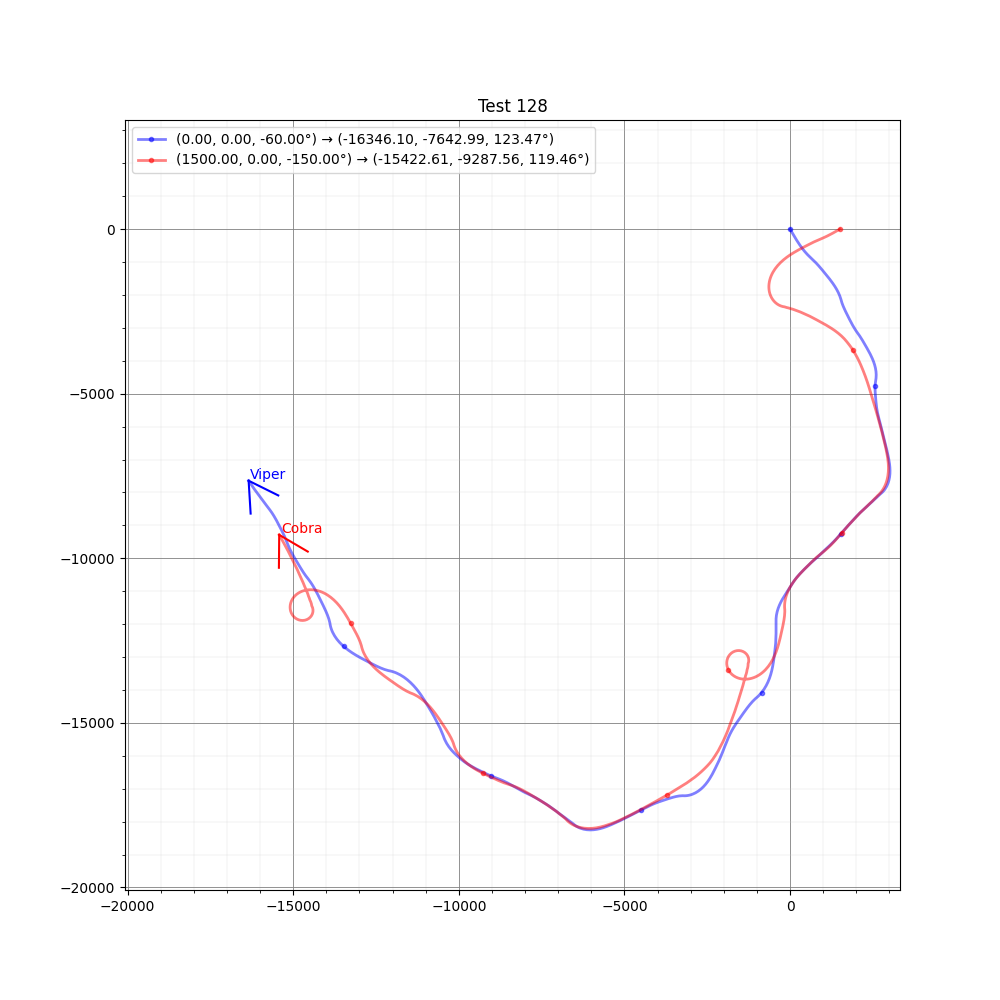 Test 128
(0.00, 0.00, -60.00°) → (-16346.10, -7642.99, 123.47°)
(1500.00, 0.00, -150.00°) → (-15422.61, -9287.56, 119.46°)
0
−5000
Viper
Cobra
−10000
−15000
−20000
−20000 −15000 −10000 −5000 0